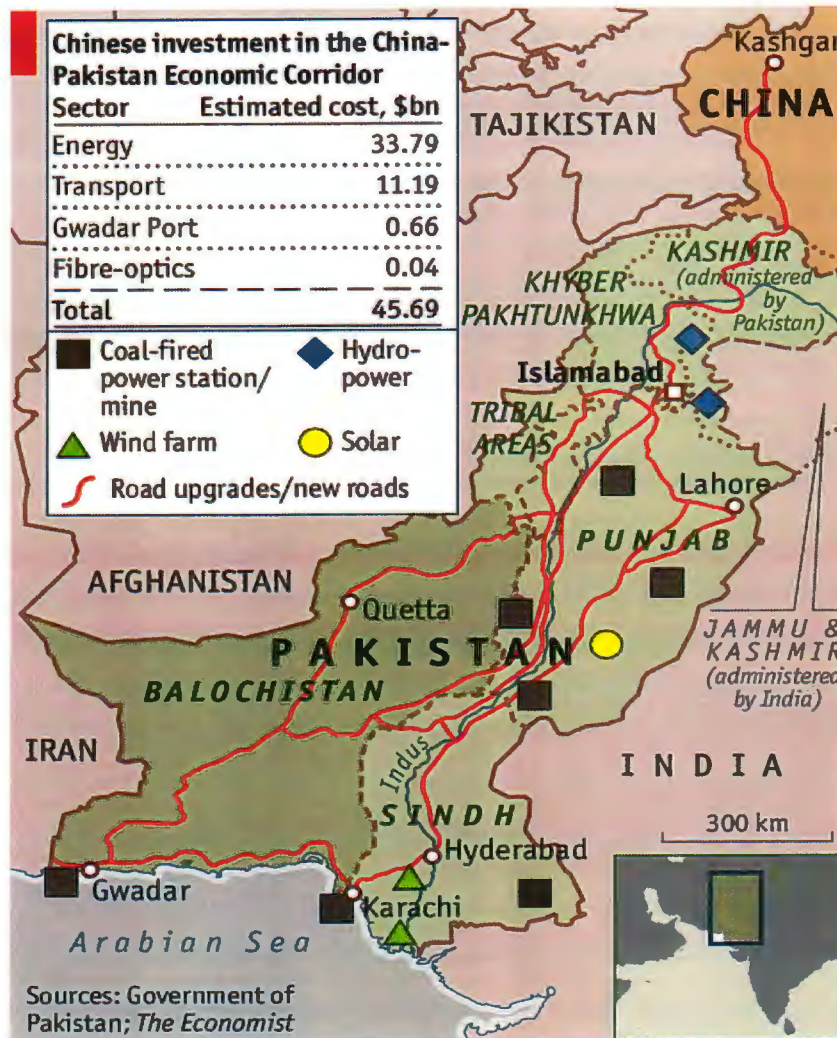 Chinese investment in the China-
Pakistan Economic Corridor
Sector Estimated cost, $bn
Energy 33.79
Transport 11.19
Gwadar Port 0.66
Fibre-optics 0.04
Total 45.69
Coal-fired
power station/
mine
Hydro-
power
Wind farm
Solar
Road upgrades/new roads
Kashgar
CHINA
TAJIKISTAN
KASHMIR
(administered
by
Pakistan)
KHYBER
PAKHTUNKHWA
Islamabad
TRIBAL
AREAS
Lahore
PUNJAB
AFGHANISTAN
Quetta
PAKISTAN
JAMMU &
KASHMIR
(administered
by India)
BALOCHISTAN
IRAN
Indus
INDIA
SINDH
300 km
Hyderabad
Gwadar
Karachi
Arabian Sea
Sources: Government of
Pakistan; The Economist